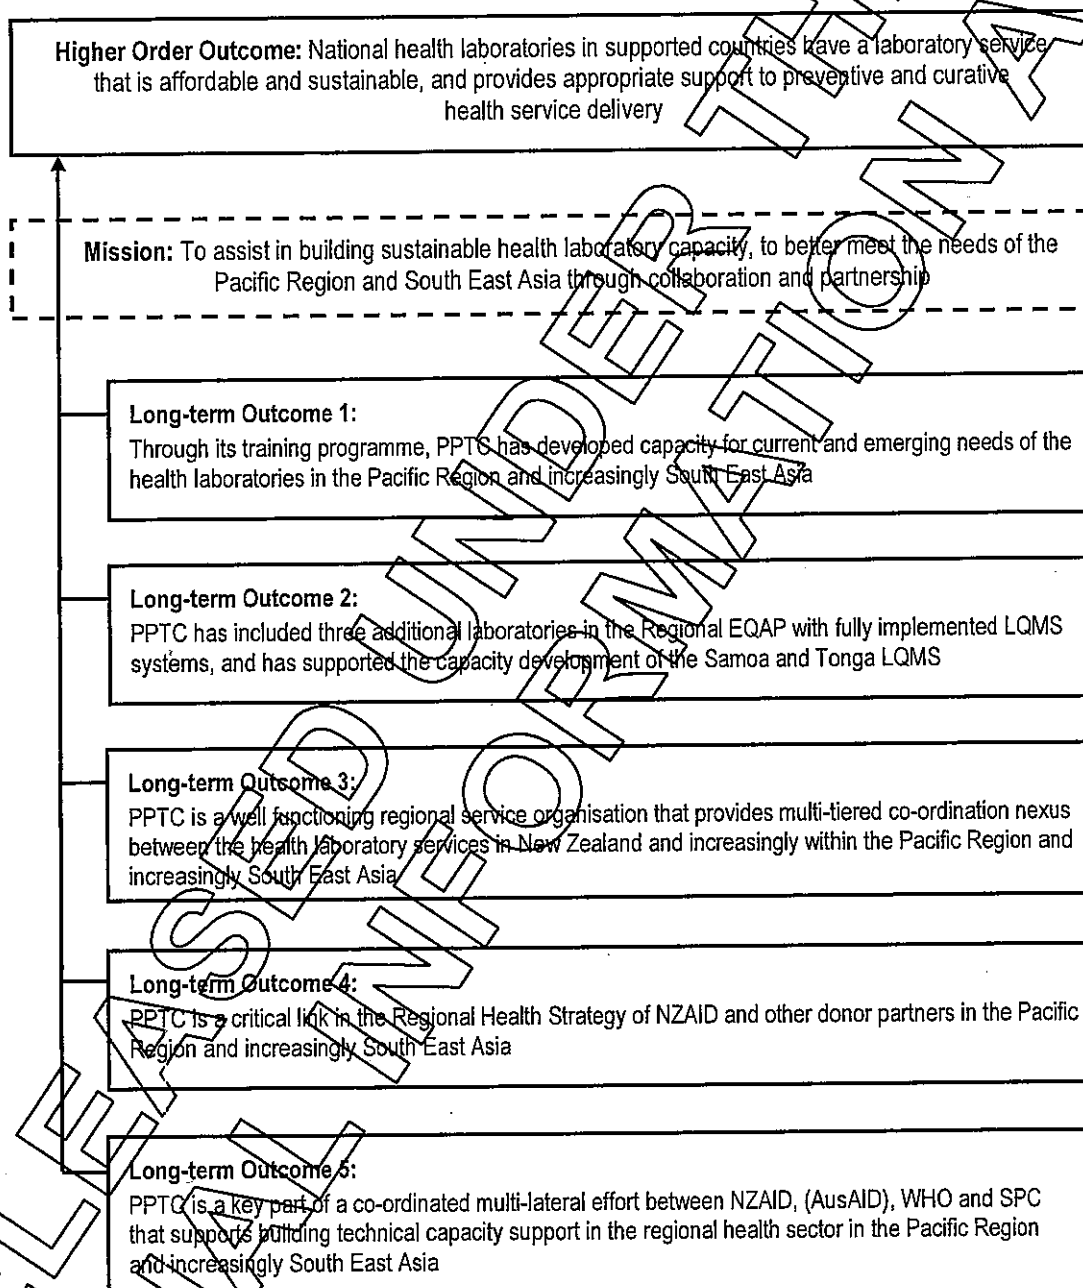 Higher Order Outcome: National health laboratories in supported countries have a laboratory service
that is affordable and sustainable, and provides appropriate support to preventive and curative
health service delivery
Mission: To assist in building sustainable health laboratory capacity, to better meet the needs of the
Pacific Region and South East Asia through collaboration and partnership
Long-term Outcome 1:
Through its training programme, PPTC has developed capacity for current and emerging needs of the
health laboratories in the Pacific Region and increasingly South East Asia
Long-term Outcome 2:
PPTC has included three additional laboratories in the Regional EQAP with fully implemented LQMS
systems, and has supported the capacity development of the Samoa and Tonga LQMS
Long-term Outcome 3:
PPTC is a well functioning regional service organisation that provides multi-tiered co-ordination nexus
between the health laboratory services in New Zealand and increasingly within the Pacific Region and
increasingly South East Asia
Long-term Outcome 4:
PPTC is a critical link in the Regional Health Strategy of NZAID and other donor partners in the Pacific
Region and increasingly South East Asia
Long-term Outcome 5:
PPTC is a key part of a co-ordinated multi-lateral effort between NZAID, (AusAID), WHO and SPC
that supports building technical capacity support in the regional health sector in the Pacific Region
and increasingly South East Asia
UNDER
INFORMATION